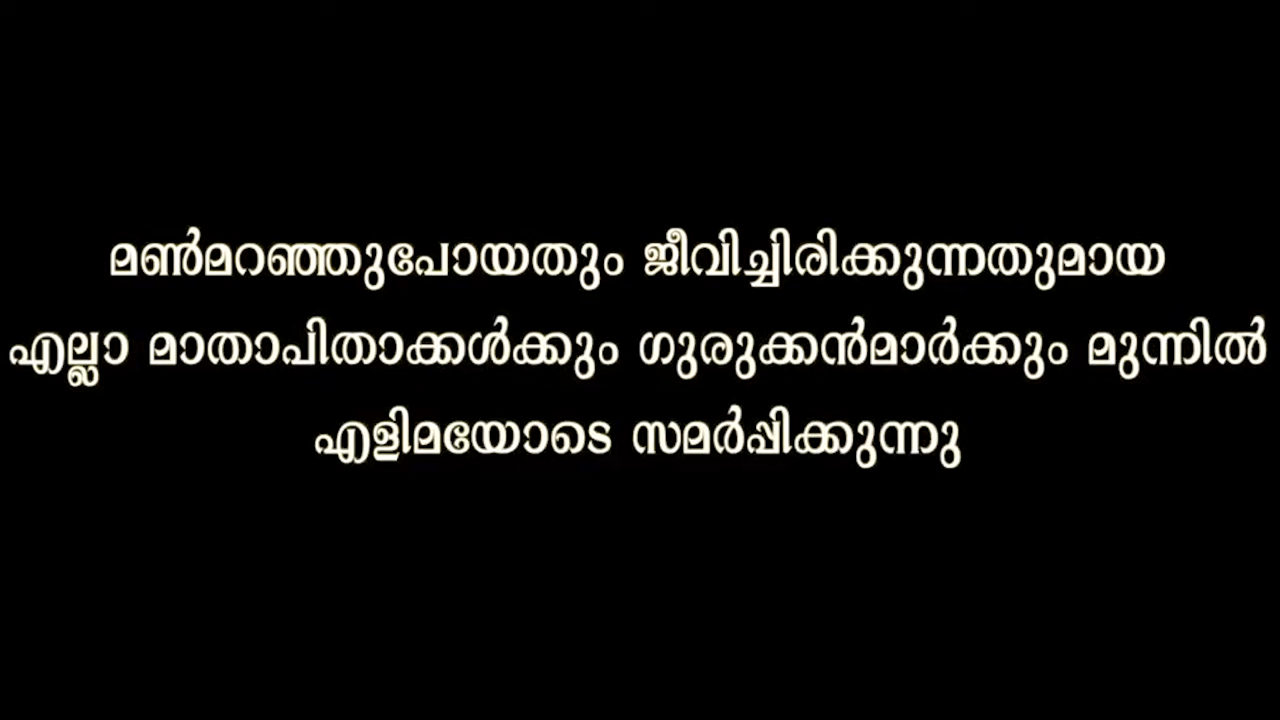 മൺമറഞ്ഞുപോയതും ജീവിച്ചിരിക്കുന്നതുമായ
എല്ലാ മാതാപിതാക്കൾക്കും ഗുരുക്കൻമാർക്കും മുന്നിൽ
എളിമയോടെ സമർപ്പിക്കുന്നു